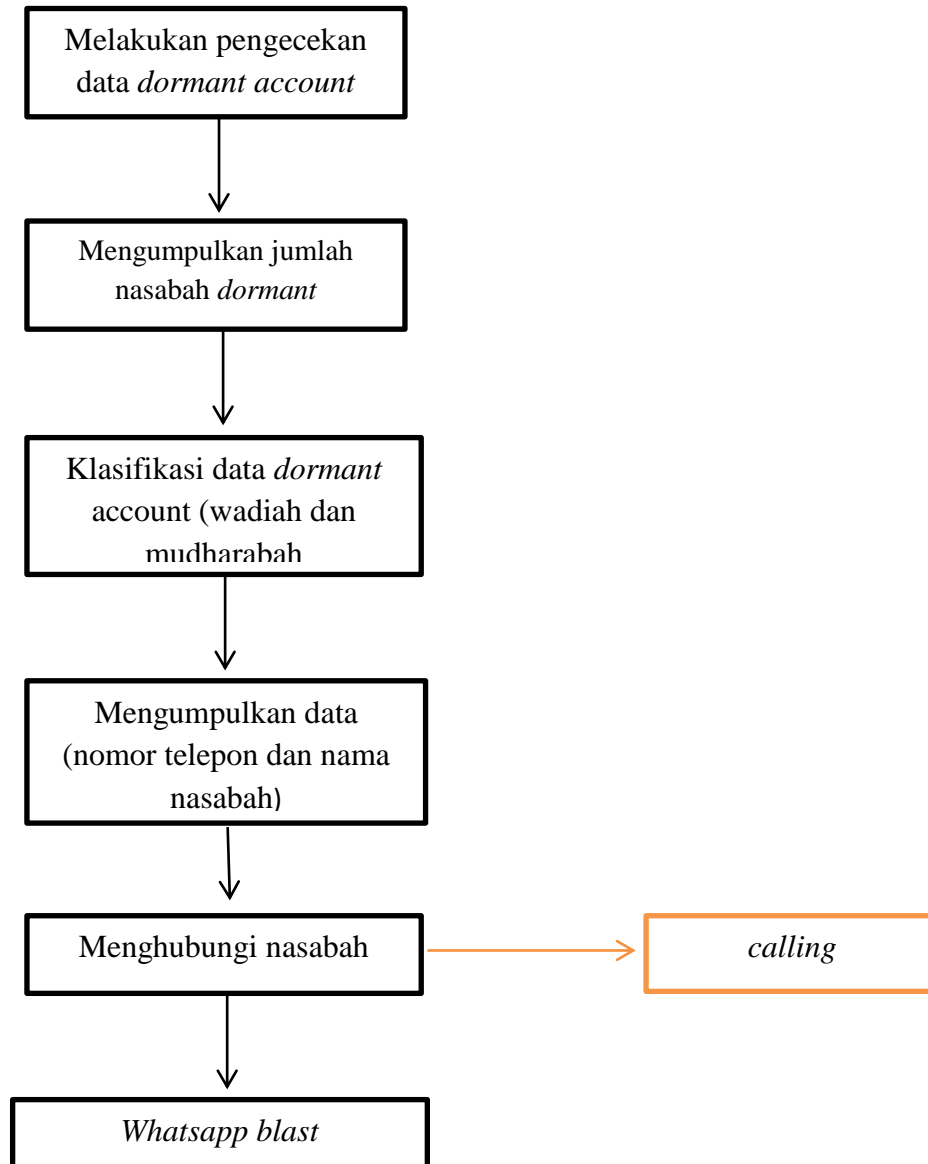 Melakukan pengecekan
data dormant account
Mengumpulkan jumlah
nasabah dormant
Klasifikasi data dormant
account (wadiah dan
mudharabah
Mengumpulkan data
(nomor telepon dan nama
nasabah)
Menghubungi nasabah
calling
Whatsapp blast